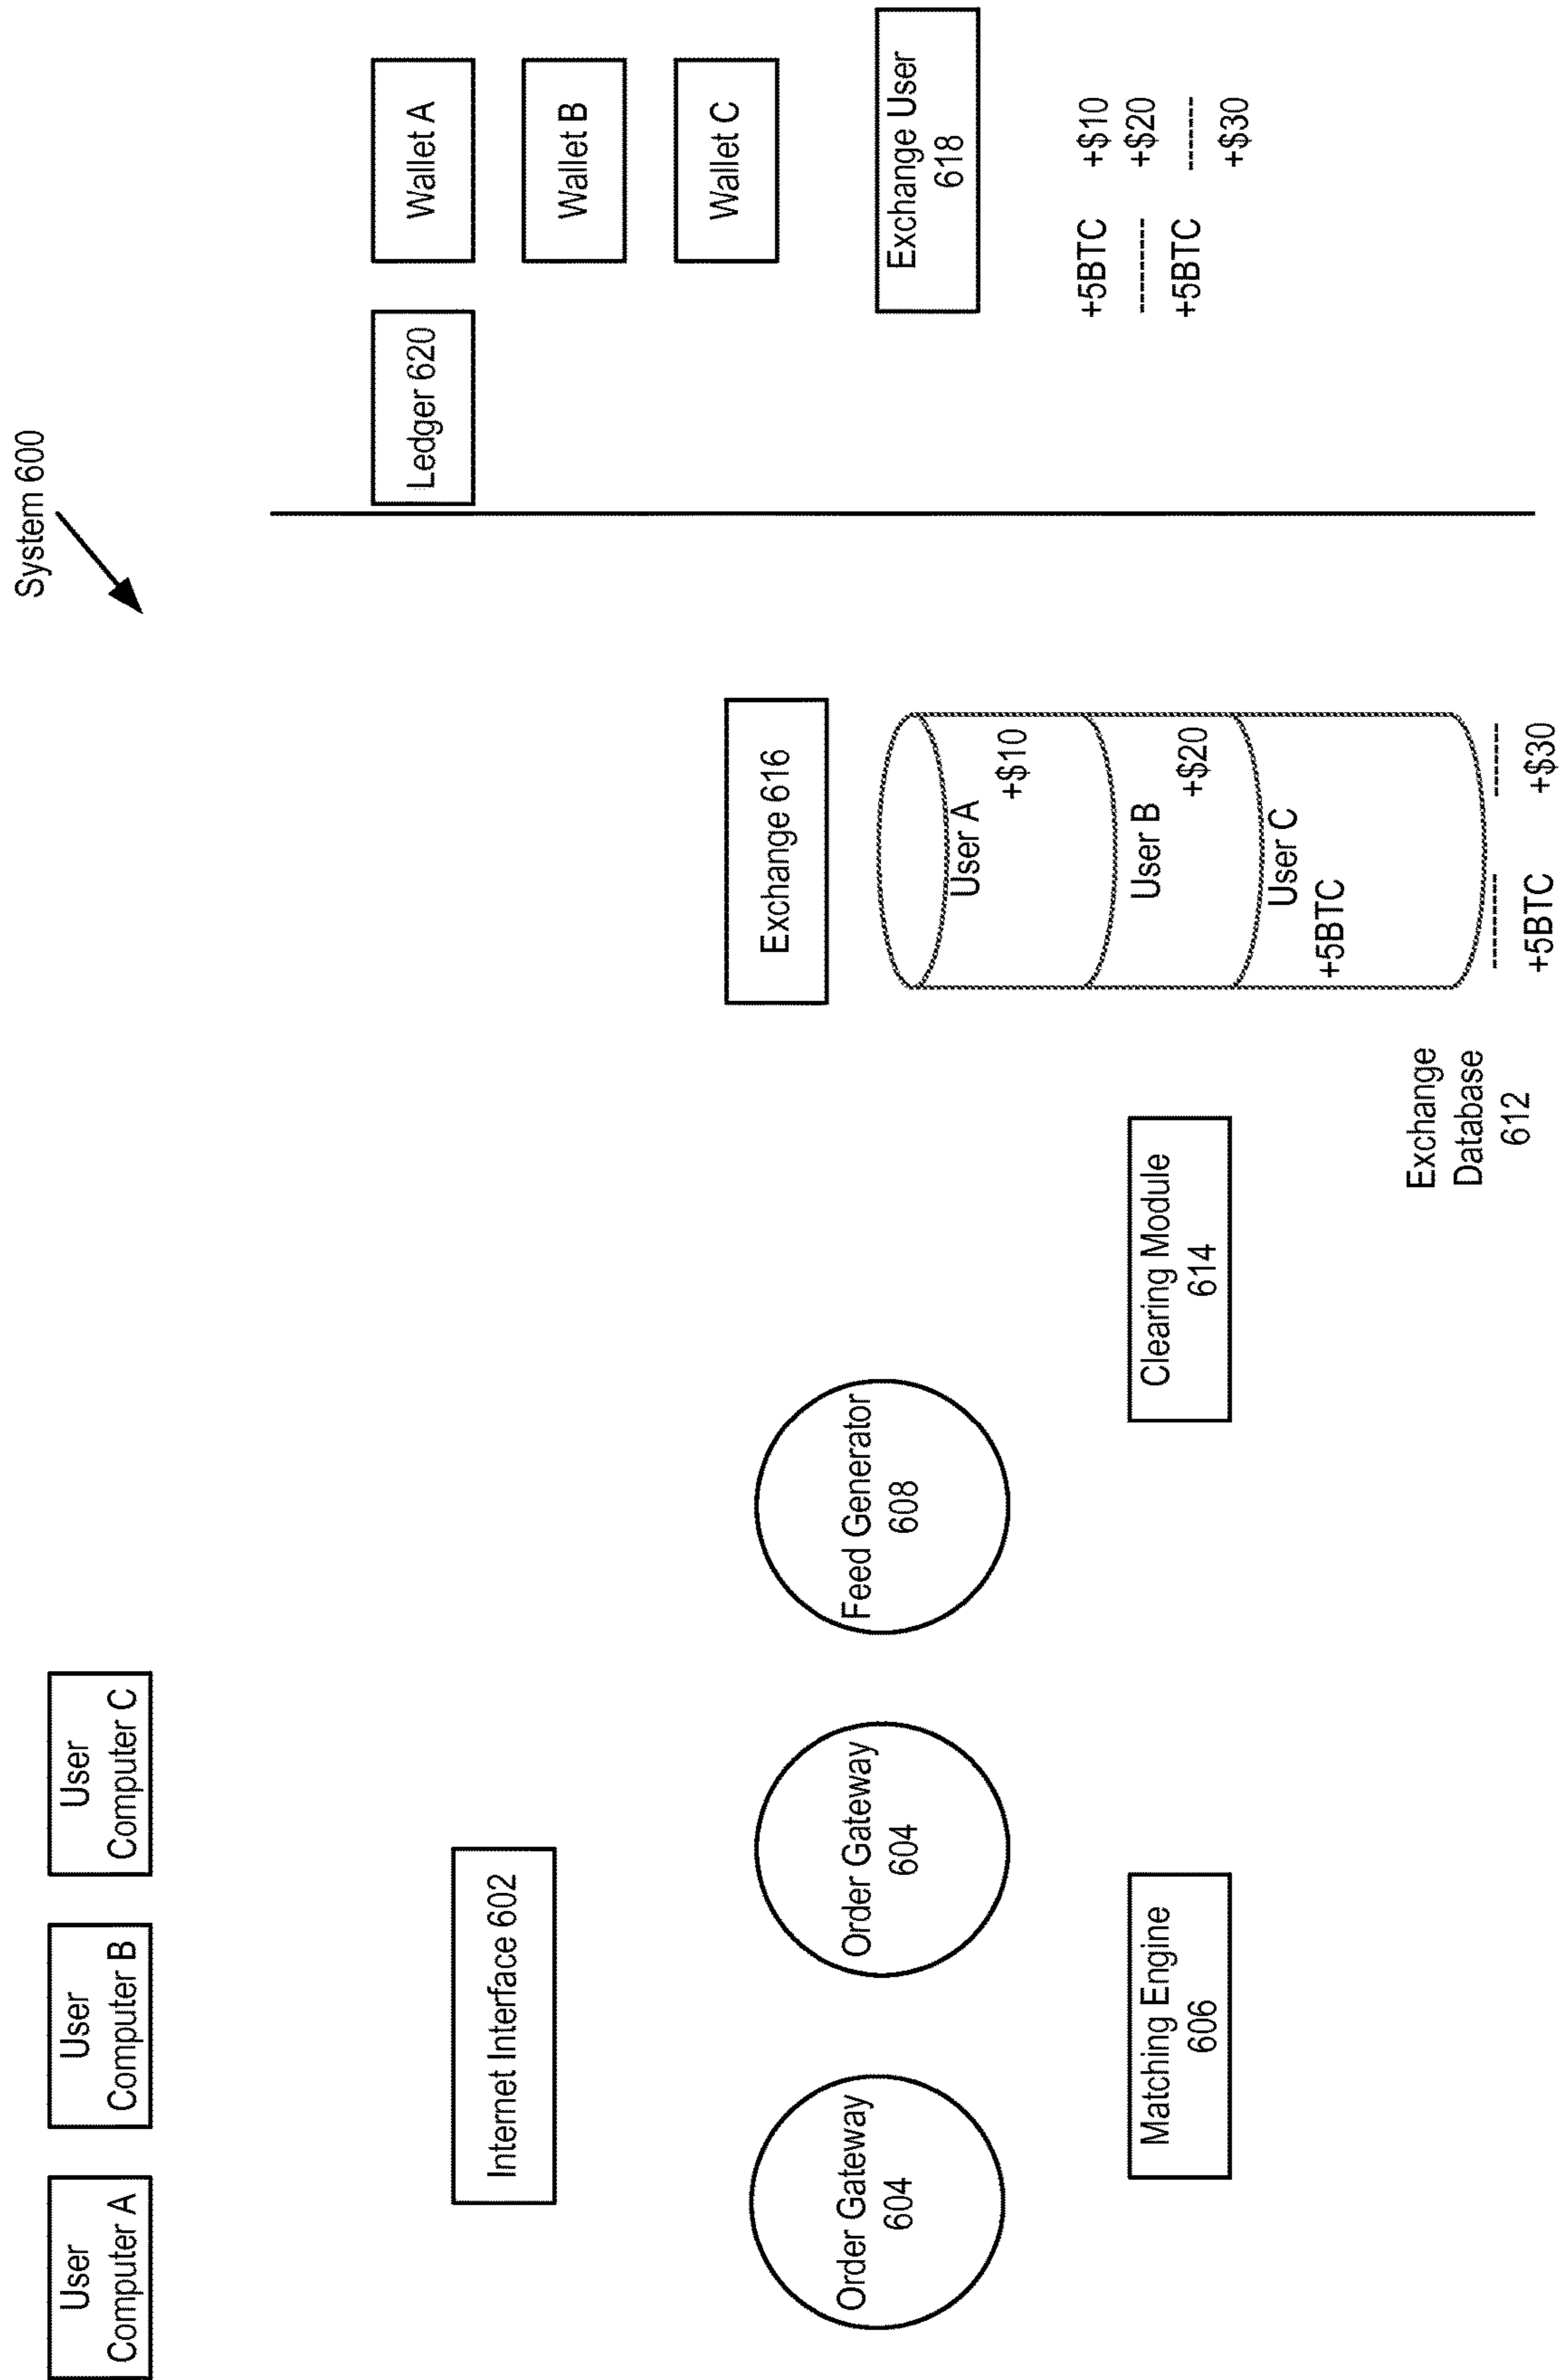 System 600
User
Computer A
User
Computer B
User
Computer C
Internet Interface 602
Order Gateway
604
Order Gateway
604
Feed Generator
608
Matching Engine
606
Clearing Module
614
Exchange 616
User A
+$10
User B
+$20
User C
+5BTC
--------- -------
+5BTC +$30
Exchange
Database
612
Ledger 620
Wallet A
Wallet B
Wallet C
Exchange User
618
+5BTC +$10
--------- +$20
+5BTC -------
+$30